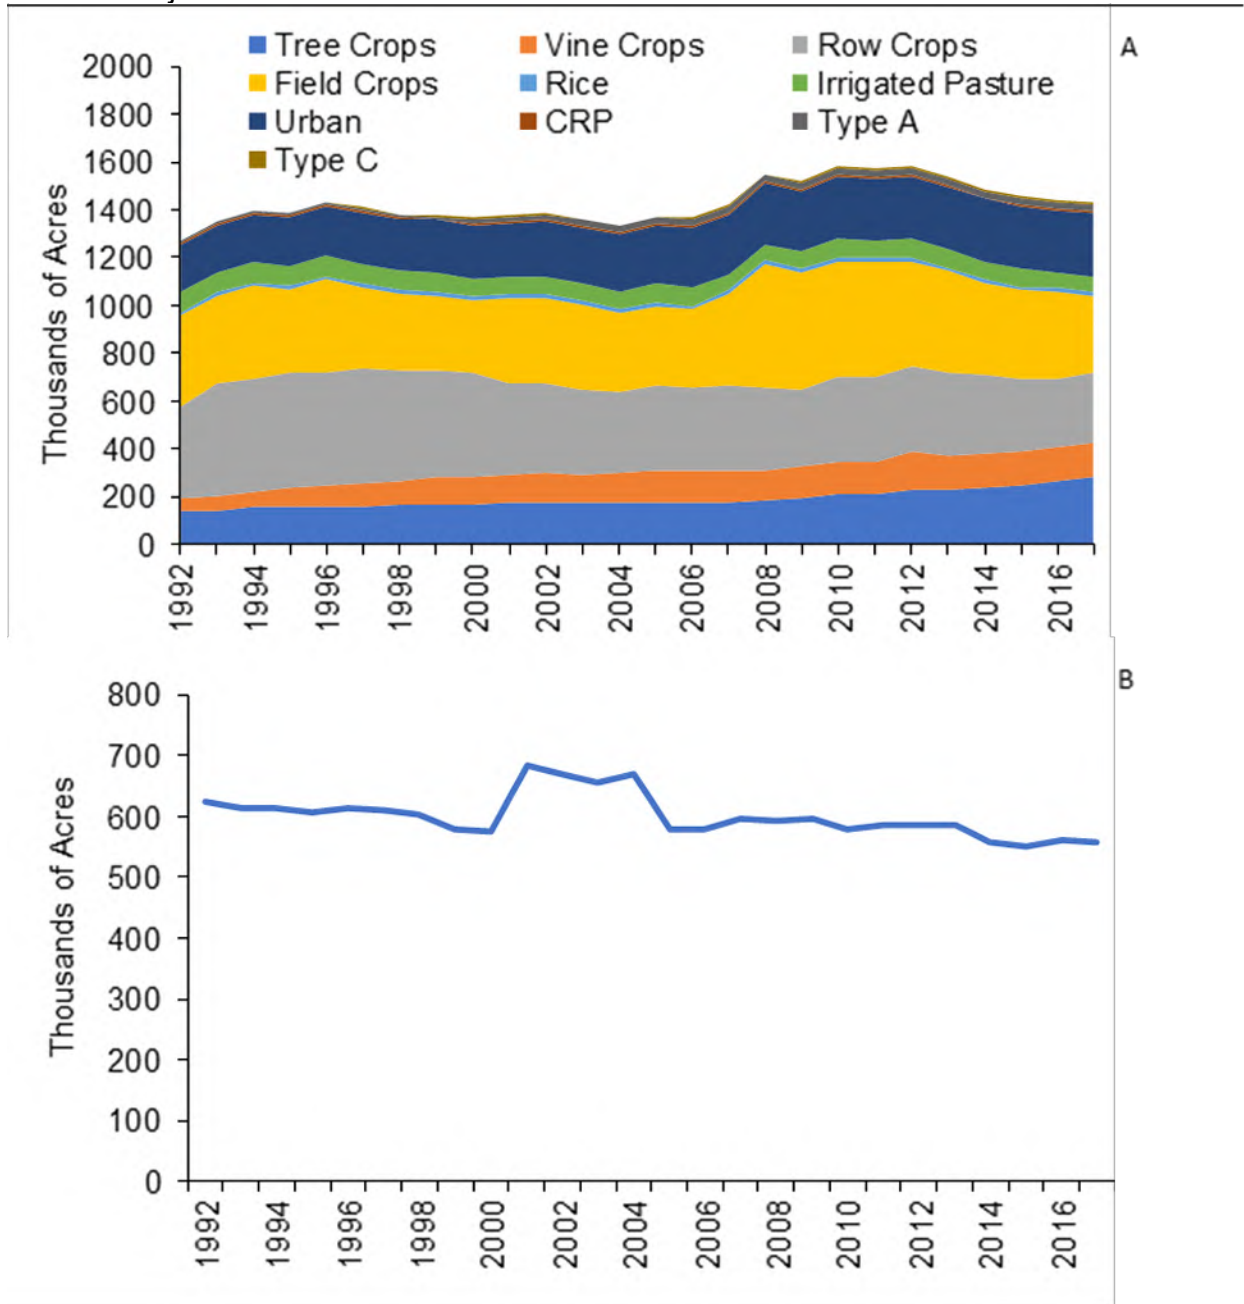 Tree Crops Vine Crops Row Crops A
2000 Field Crops Rice Irrigated Pasture
1800 Urban CRP Type A
1600 Type C
1400
1200
1000
800
600
400
200
0
Thousands of Acres
1992 1994 1996 1998 2000 2002 2004 2006 2008 2010 2012 2014 2016
B
800
700
600
500
400
300
200
100
0
Thousands of Acres
1992 1994 1996 1998 2000 2002 2004 2006 2008 2010 2012 2014 2016